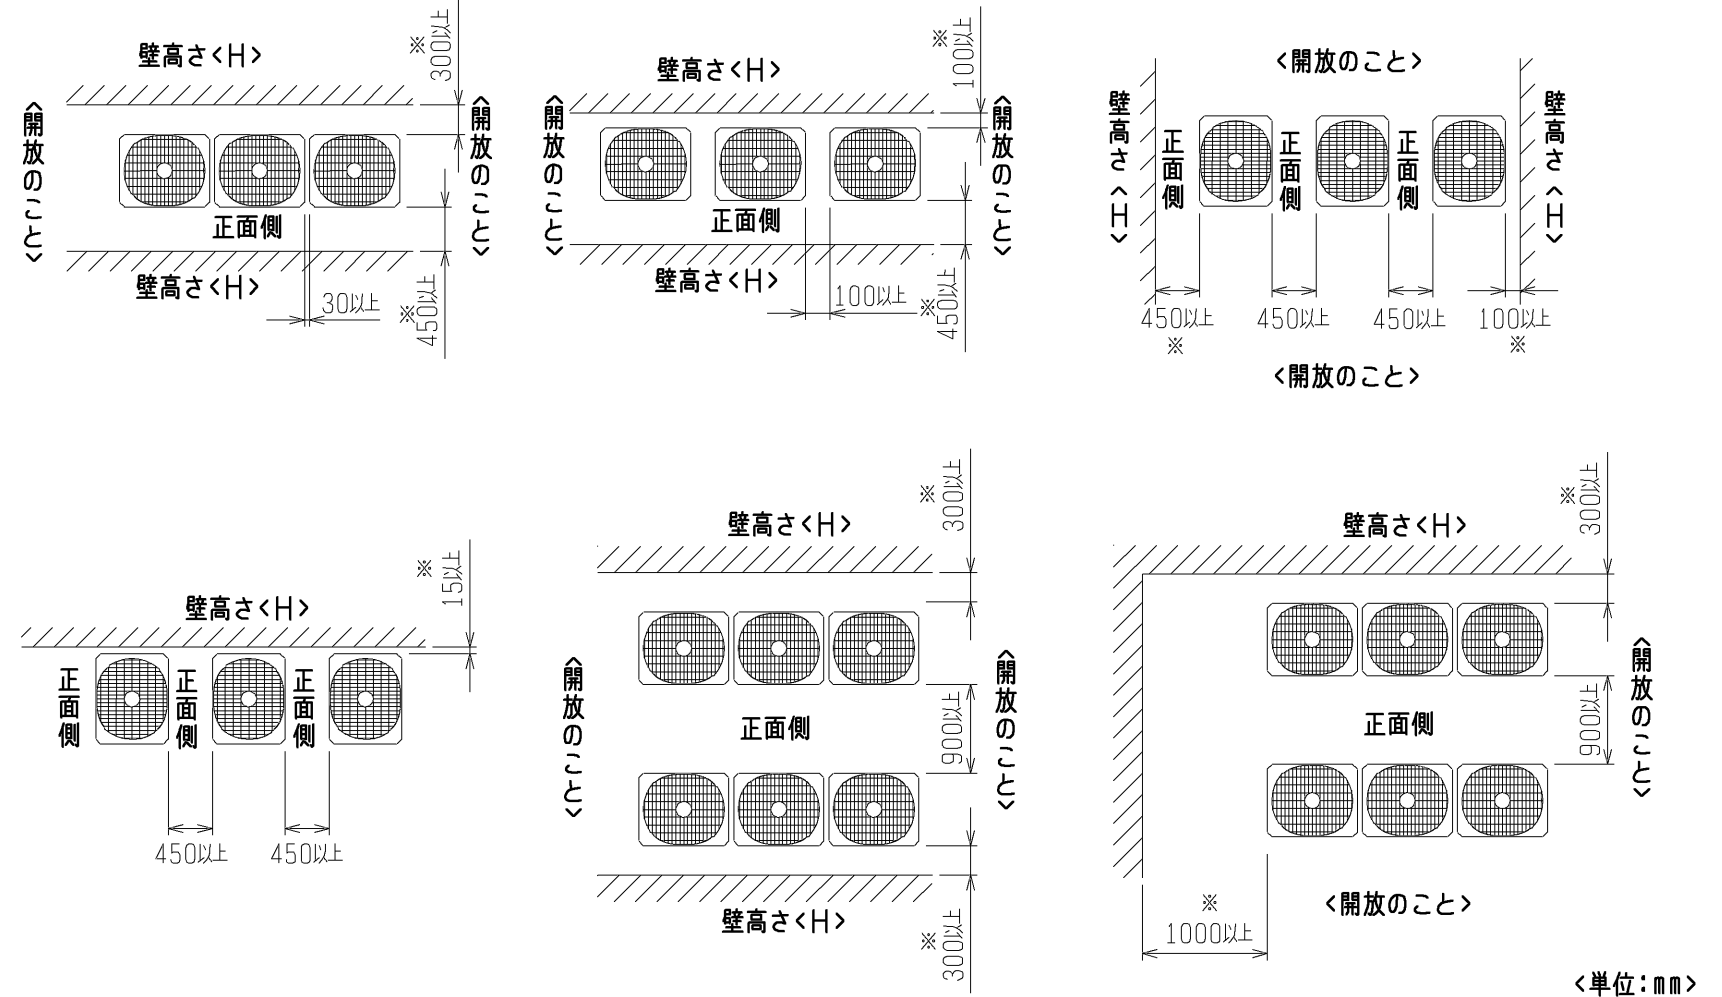 壁高さ<H>
※
300以上
<開放のこと>
<開放のこと>
正面側
壁高さ<H>
30以上
※
450以上
壁高さ<H>
※
100以上
<開放のこと>
<開放のこと>
正面側
壁高さ<H>
100以上
※
450以上
<開放のこと>
壁高さ<H>
正面側
正面側
正面側
壁高さ<H>
450以上
450以上
450以上
100以上
※
※
<開放のこと>
※
15以上
壁高さ<H>
正面側
正面側
正面側
450以上
450以上
※
300以上
壁高さ<H>
<開放のこと>
<開放のこと>
正面側
900以上
壁高さ<H>
※
300以上
※
300以上
壁高さ<H>
<開放のこと>
正面側
900以上
<開放のこと>
※
1000以上
<単位:mm>